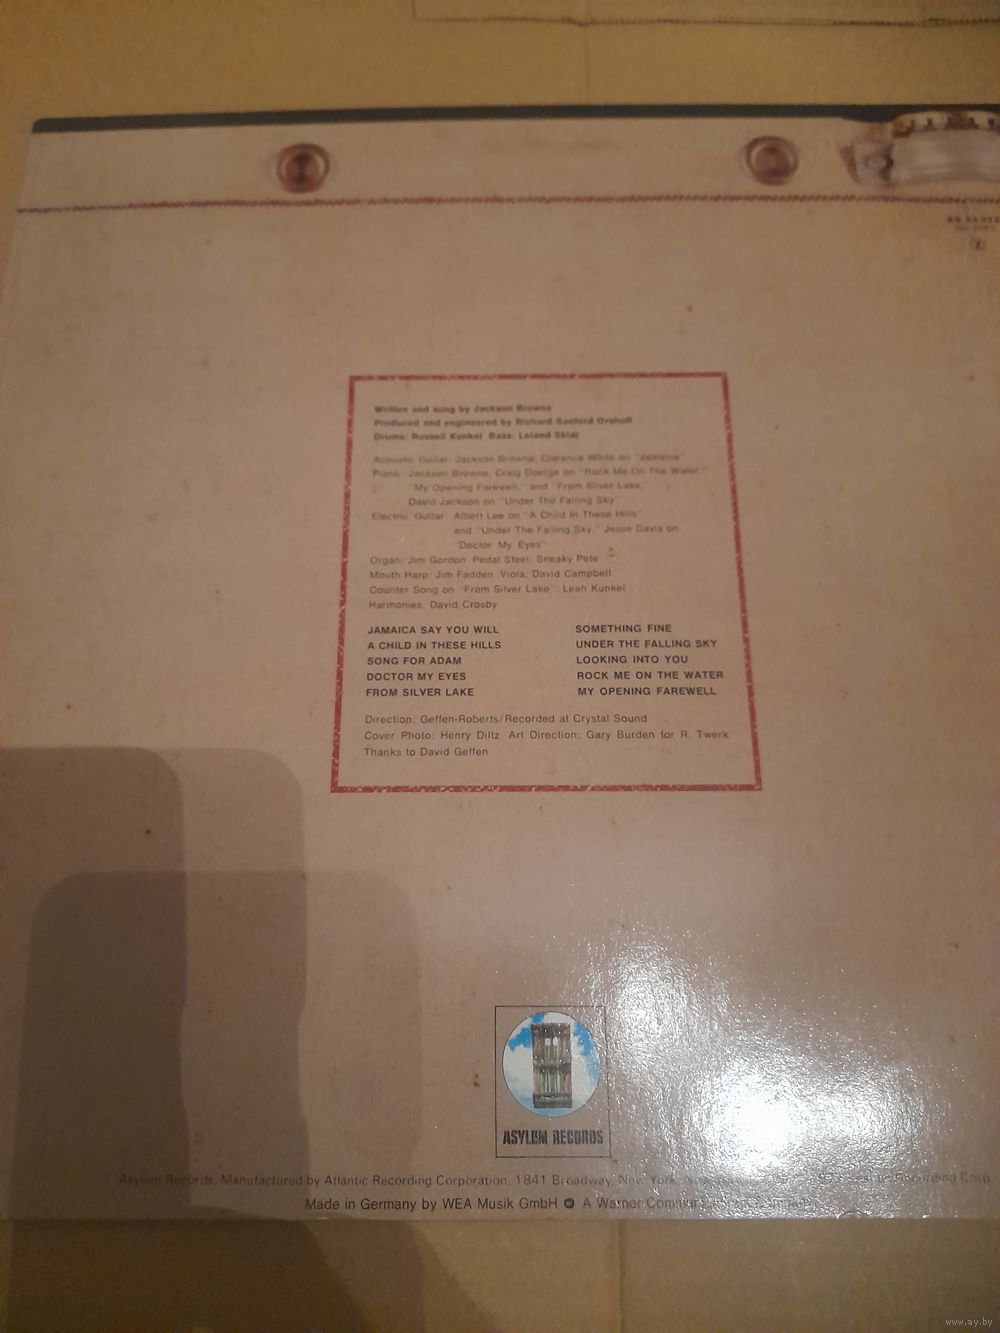 Written and sung by Jackson Browne
Produced and engineered by Richard Sanford Orshoff
Drums: Russell Kunkel Bass: Leland Sklar
Acoustic Guitar: Jackson Browne, Clarence White on "Jamaica"
Piano: Jackson Browne, Craig Doerge on "Rock Me On The Water,"
"My Opening Farewell," and "From Silver Lake,"
David Jackson on "Under The Falling Sky"
Electric Guitar: Albert Lee on "A Child In These Hills"
and "Under The Falling Sky," Jesse Davis on
"Doctor My Eyes"
Organ: Jim Gordon Pedal Steel: Sneaky Pete
Mouth Harp: Jim Fadden Viola: David Campbell
Counter Song on "From Silver Lake": Leah Kunkel
Harmonies: David Crosby
JAMAICA SAY YOU WILL
A CHILD IN THESE HILLS
SONG FOR ADAM
DOCTOR MY EYES
FROM SILVER LAKE
SOMETHING FINE
UNDER THE FALLING SKY
LOOKING INTO YOU
ROCK ME ON THE WATER
MY OPENING FAREWELL
Direction: Geffen-Roberts/Recorded at Crystal Sound
Cover Photo: Henry Diltz Art Direction: Gary Burden for R. Twerk
Thanks to David Geffen
ASYLUM RECORDS
Asylum Records, Manufactured by Atlantic Recording Corporation, 1841 Broadway, New York, Recording Corp
Made in Germany by WEA Musik GmbH A Warner
www.ay.by